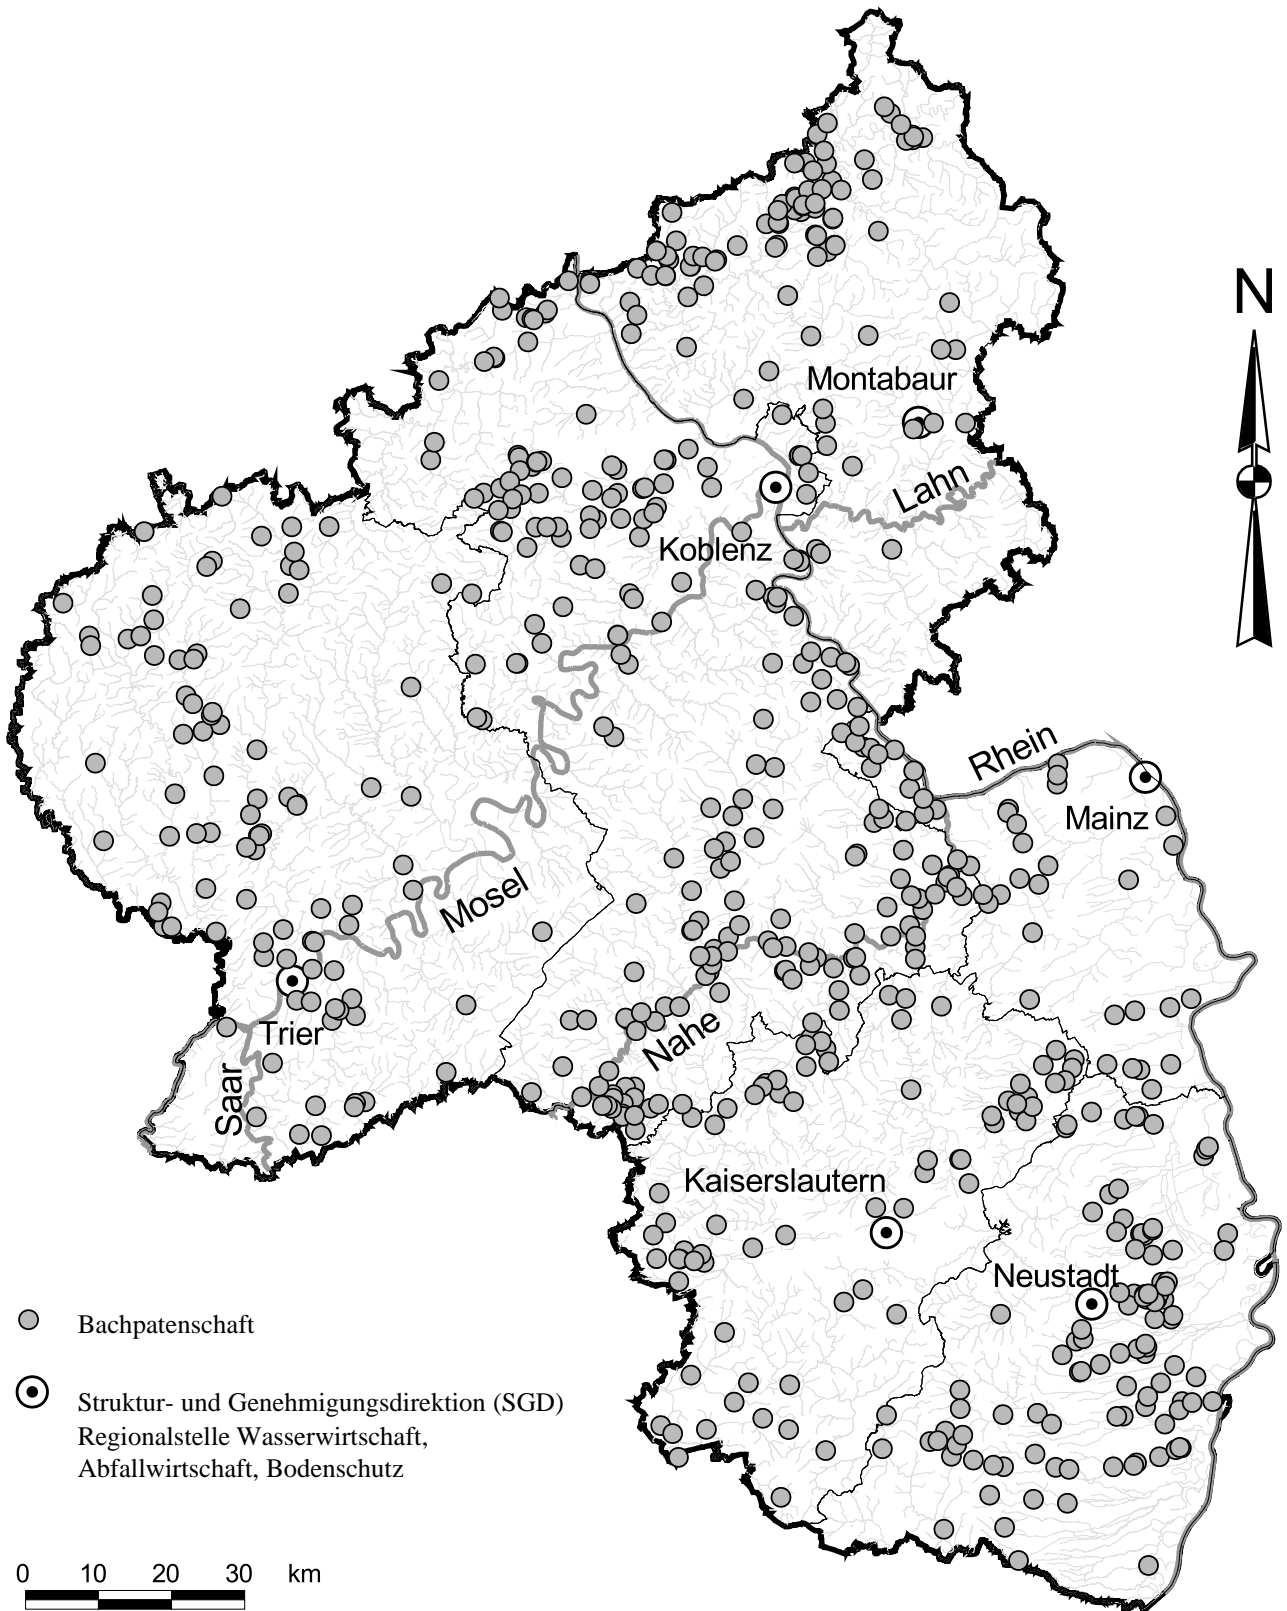 N
Montabaur
Lahn
Koblenz
Rhein
Mainz
Mosel
Trier
Nahe
Saar
Kaiserslautern
Neustadt
Bachpatenschaft
Struktur- und Genehmigungsdirektion (SGD)
Regionalstelle Wasserwirtschaft,
Abfallwirtschaft, Bodenschutz
0 10 20 30 km